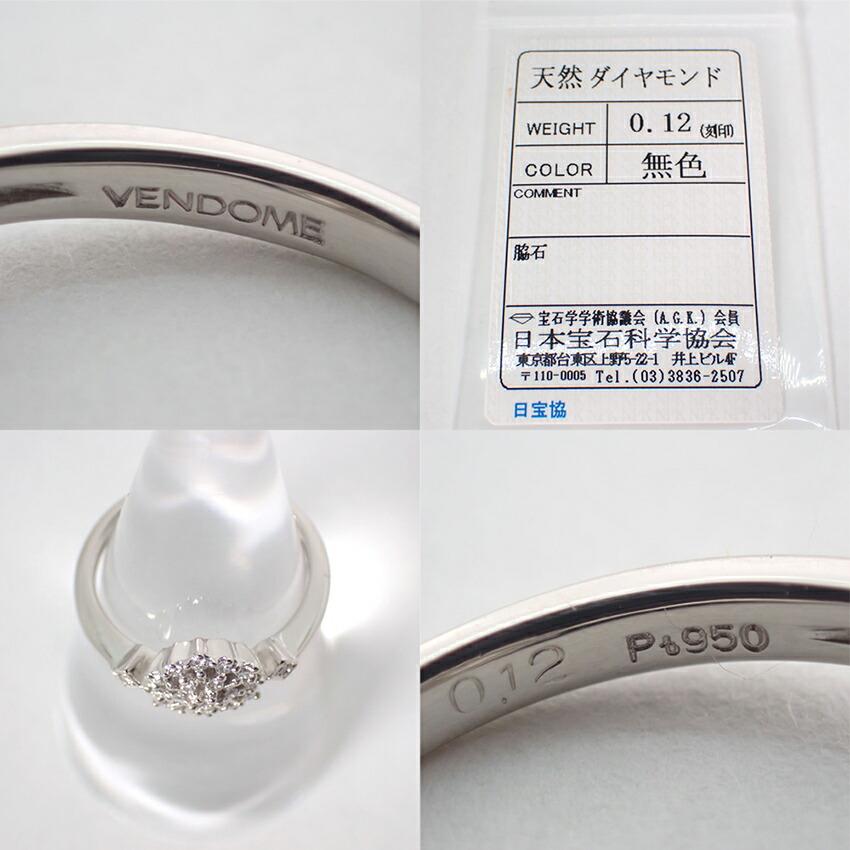 VENDOME
天然 ダイヤモンド
WEIGHT 0.12 (刻印)
COLOR 無色
COMMENT
脇石
宝石学学術協議会 (A.G.K.) 会員
日本宝石科学協会
東京都台東区上野5-22-1 井上ビル4F
〒110-0005 Tel.(03)3836-2507
日宝協
0.12 Pt950